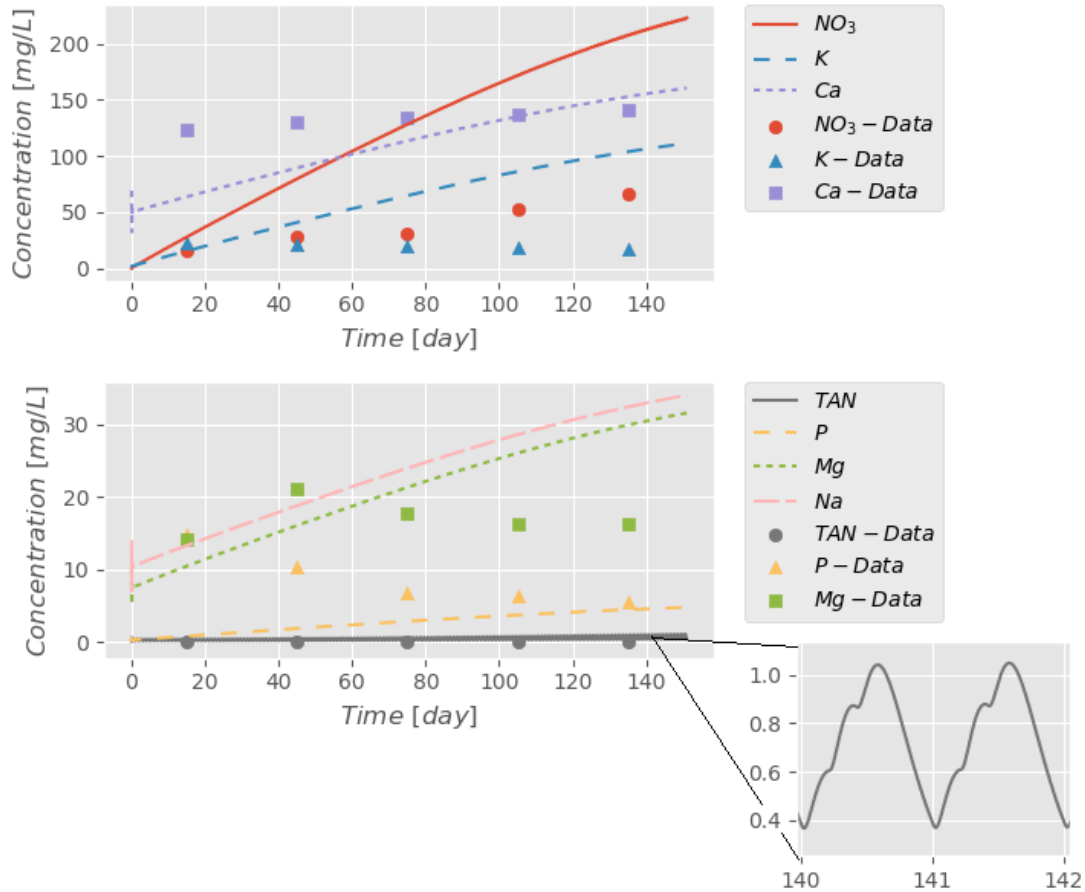 Concentration [mg/L]
200
150
100
50
0
0 20 40 60 80 100 120 140
Time [day]
NO₃
K
Ca
NO₃ − Data
K − Data
Ca − Data
Concentration [mg/L]
30
20
10
0
0 20 40 60 80 100 120 140
Time [day]
TAN
P
Mg
Na
TAN − Data
P − Data
Mg − Data
1.0
0.8
0.6
0.4
140 141 142